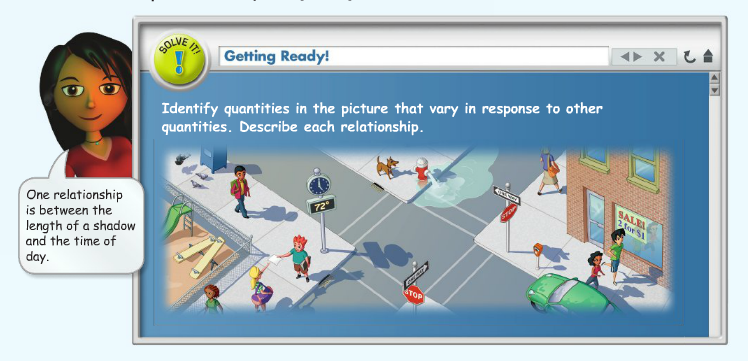 SOLVE IT!
Getting Ready!
Identify quantities in the picture that vary in response to other
quantities. Describe each relationship.
One relationship
is between the
length of a shadow
and the time of
day.
72°
ONE WAY
STOP
SALE!
2 for $1
STOP